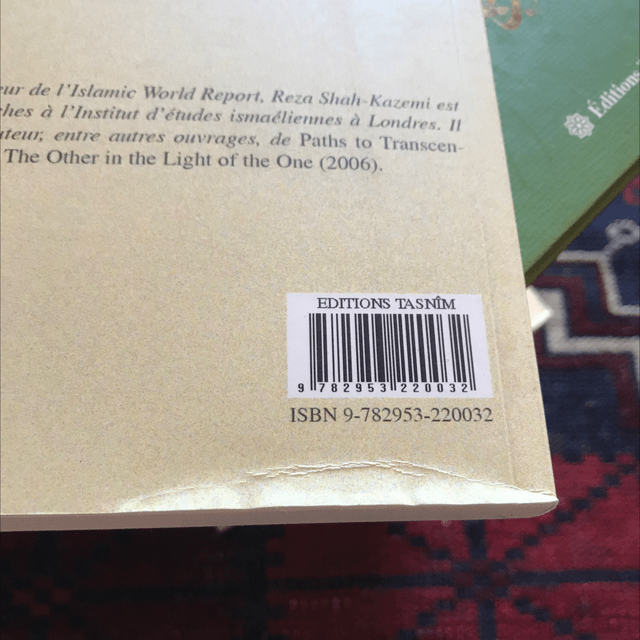 eur de l'Islamic World Report, Reza Shah-Kazemi est
ches à l'Institut d'études ismaéliennes à Londres. Il
uteur, entre autres ouvrages, de Paths to Transcen-
The Other in the Light of the One (2006).
EDITIONS TASNÎM
9 782953 220032
ISBN 9-782953-220032
Éditions